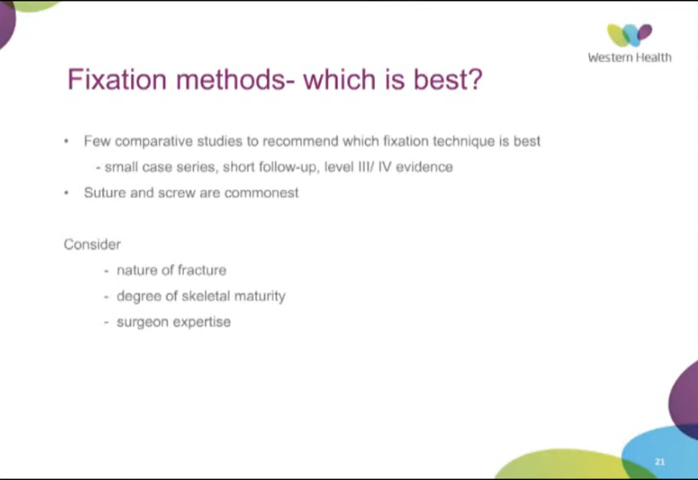 Western Health
Fixation methods- which is best?
• Few comparative studies to recommend which fixation technique is best
- small case series, short follow-up, level III/ IV evidence
• Suture and screw are commonest
Consider
- nature of fracture
- degree of skeletal maturity
- surgeon expertise
21